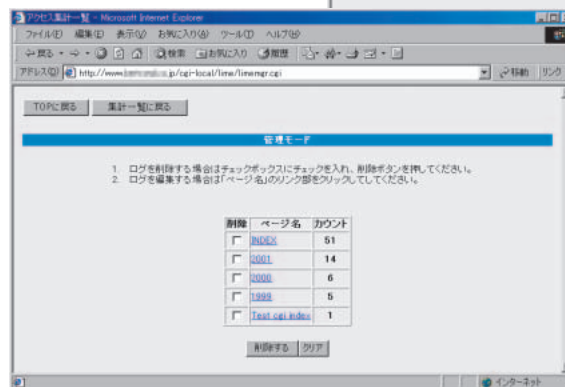 アクセス集計一覧 - Microsoft Internet Explorer
ファイル(F) 編集(E) 表示(V) お気に入り(A) ツール(T) ヘルプ(H)
戻る 検索 お気に入り 履歴
アドレス(D) http://www. .jp/cgi-local/lime/limemgr.cgi 移動 リンク
TOPに戻る 集計一覧に戻る
管理モード
1. ログを削除する場合はチェックボックスにチェックを入れ、削除ボタンを押してください。
2. ログを編集する場合は「ページ名」のリンク部をクリックしてしてください。
削除 ページ名 カウント
INDEX 51
2001 14
2000 6
1999 5
Test cgi index 1
削除する クリア
インターネット